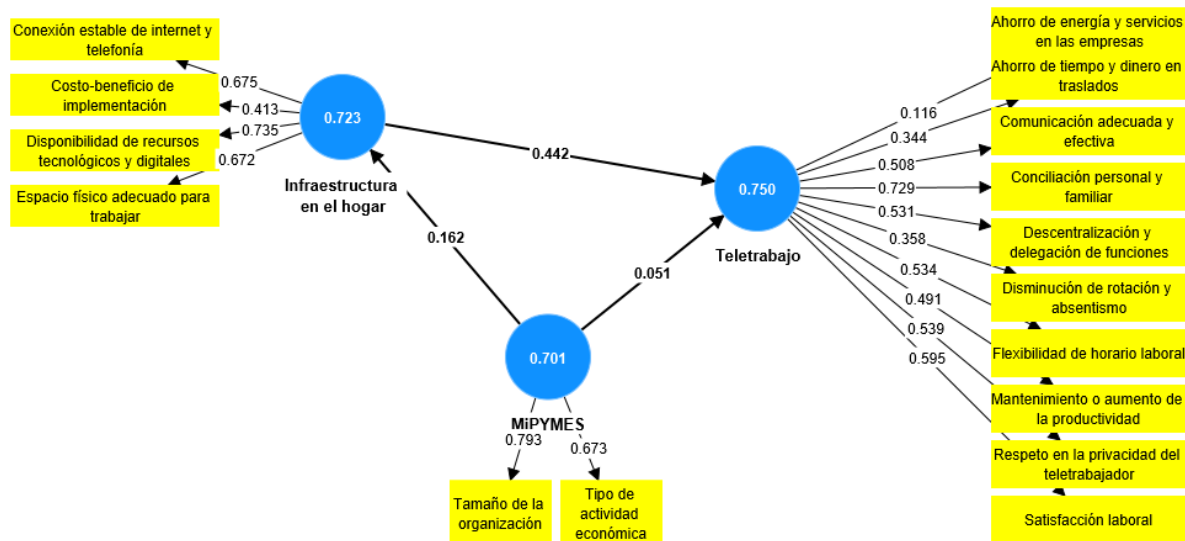 Conexión estable de internet y
telefonía
Costo-beneficio de
implementación
Disponibilidad de recursos
tecnológicos y digitales
Espacio físico adecuado para
trabajar
0.675
0.413
0.735
0.672
0.723
Infraestructura
en el hogar
0.442
0.162
0.051
0.701
MiPYMES
0.793
0.673
Tamaño de la
organización
Tipo de
actividad
económica
0.750
Teletrabajo
0.116
0.344
0.508
0.729
0.531
0.358
0.534
0.491
0.539
0.595
Ahorro de energía y servicios
en las empresas
Ahorro de tiempo y dinero en
traslados
Comunicación adecuada y
efectiva
Conciliación personal y
familiar
Descentralización y
delegación de funciones
Disminución de rotación y
absentismo
Flexibilidad de horario laboral
Mantenimiento o aumento de
la productividad
Respeto en la privacidad del
teletrabajador
Satisfacción laboral